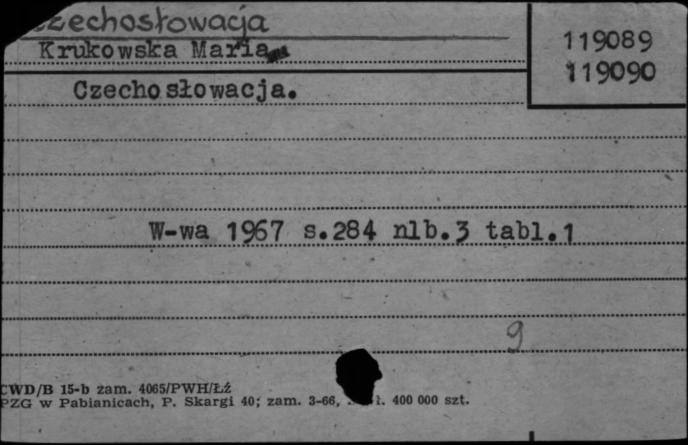 Czechosłowacja
Krukowska Maria
119089
119090
Czechosłowacja.
W-wa 1967 s.284 nlb.3 tabl.1
9
CWD/B 15-b zam. 4065/PWH/ŁŹ
PZG w Pabianicach, P. Skargi 40; zam. 3-66, 400 000 szt.